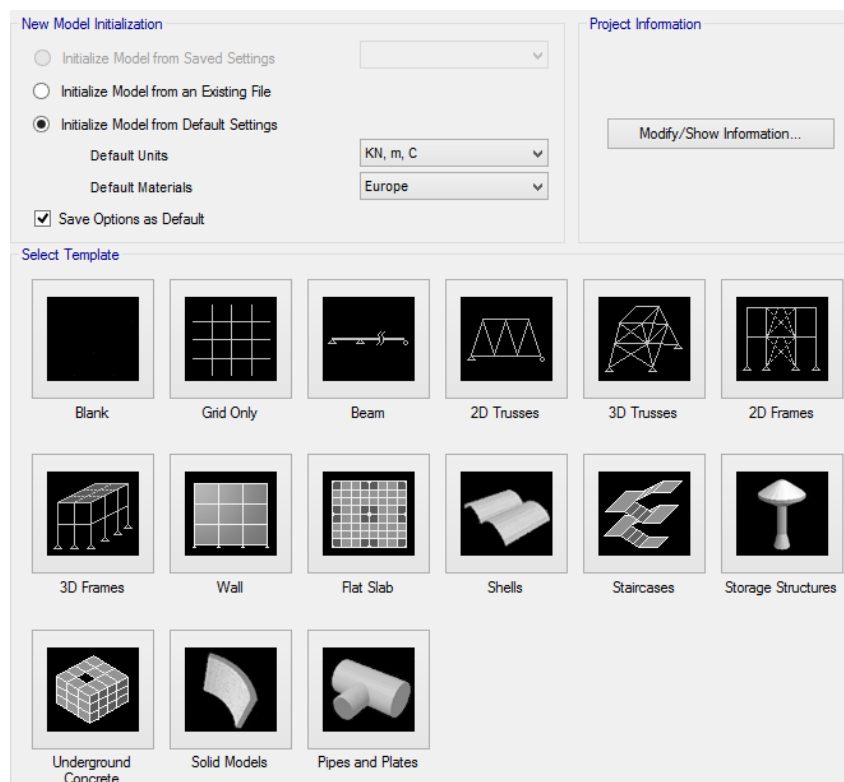 New Model Initialization
Project Information
Initialize Model from Saved Settings
Initialize Model from an Existing File
Initialize Model from Default Settings
Modify/Show Information...
Default Units
KN, m, C
Default Materials
Europe
Save Options as Default
Select Template
Blank
Grid Only
Beam
2D Trusses
3D Trusses
2D Frames
3D Frames
Wall
Flat Slab
Shells
Staircases
Storage Structures
Underground
Concrete
Solid Models
Pipes and Plates